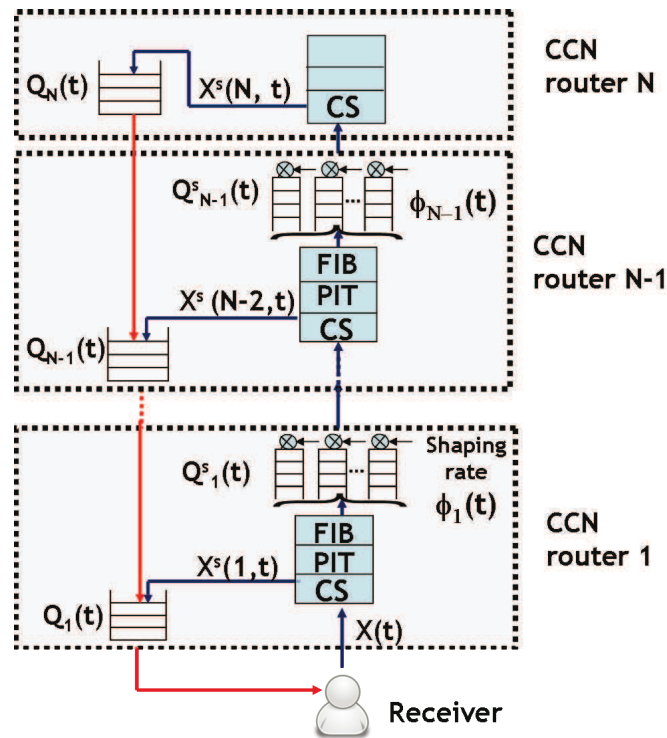 CCN
router N
Q_N(t)
X^s(N, t)
CS
Q^s_{N-1}(t)
...
ϕ_{N-1}(t)
CCN
router N-1
FIB
PIT
CS
X^s (N-2,t)
Q_{N-1}(t)
Q^s_1(t)
...
Shaping
rate
ϕ_1(t)
CCN
router 1
FIB
PIT
CS
X^s(1,t)
Q_1(t)
X(t)
Receiver